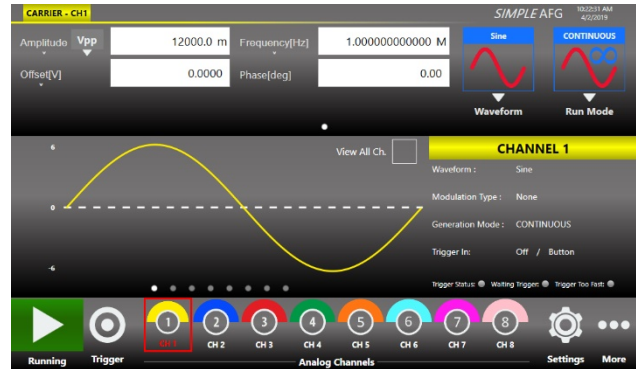 CARRIER - CH1
SIMPLE AFG
10:22:31 AM
4/2/2019
Amplitude Vpp
12000.0 m
Frequency[Hz]
1.000000000000 M
Offset[V]
0.0000
Phase[deg]
0.00
Sine
CONTINUOUS
Waveform
Run Mode
6
0
-6
View All Ch.
CHANNEL 1
Waveform : Sine
Modulation Type : None
Generation Mode : CONTINUOUS
Trigger In: Off / Button
Trigger Status: Waiting Trigger: Trigger Too Fast:
1 2 3 4 5 6 7 8
CH 1 CH 2 CH 3 CH 4 CH 5 CH 6 CH 7 CH 8
Running Trigger Analog Channels Settings More